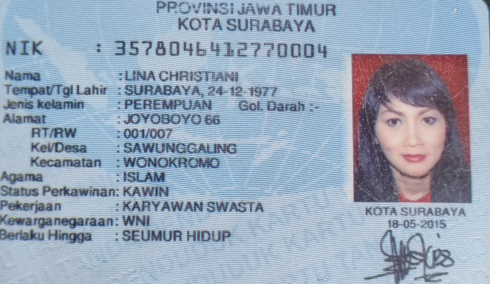 PROVINSI JAWA TIMUR
KOTA SURABAYA
NIK : 3578046412770004
Nama : LINA CHRISTIANI
Tempat/Tgl Lahir : SURABAYA, 24-12-1977
Jenis kelamin : PEREMPUAN Gol. Darah :-
Alamat : JOYOBOYO 66
RT/RW : 001/007
Kel/Desa : SAWUNGGALING
Kecamatan : WONOKROMO
Agama : ISLAM
Status Perkawinan: KAWIN
Pekerjaan : KARYAWAN SWASTA
Kewarganegaraan: WNI
Berlaku Hingga : SEUMUR HIDUP
KOTA SURABAYA
18-05-2015